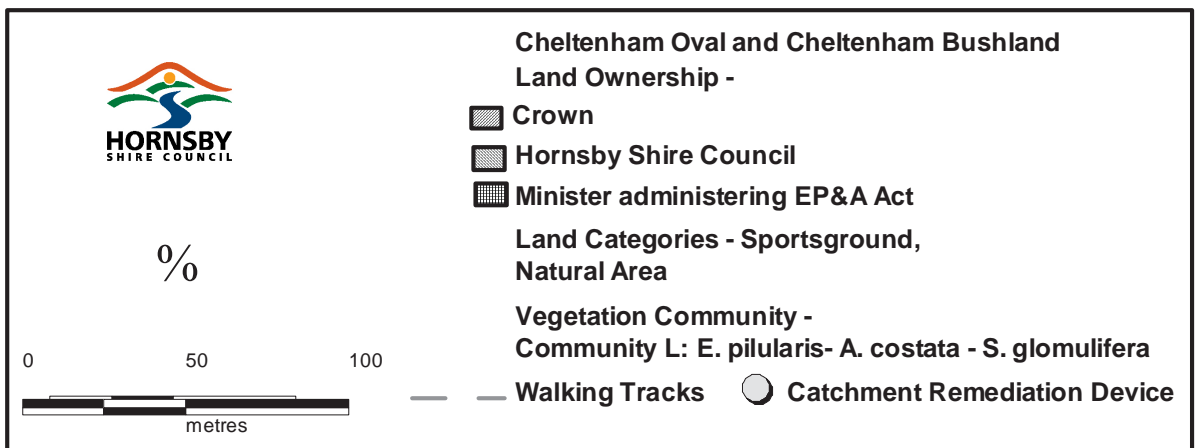 HORNSBY
SHIRE COUNCIL
%
0 50 100
metres
Cheltenham Oval and Cheltenham Bushland
Land Ownership -
Crown
Hornsby Shire Council
Minister administering EP&A Act
Land Categories - Sportsground,
Natural Area
Vegetation Community -
Community L: E. pilularis- A. costata - S. glomulifera
Walking Tracks
Catchment Remediation Device